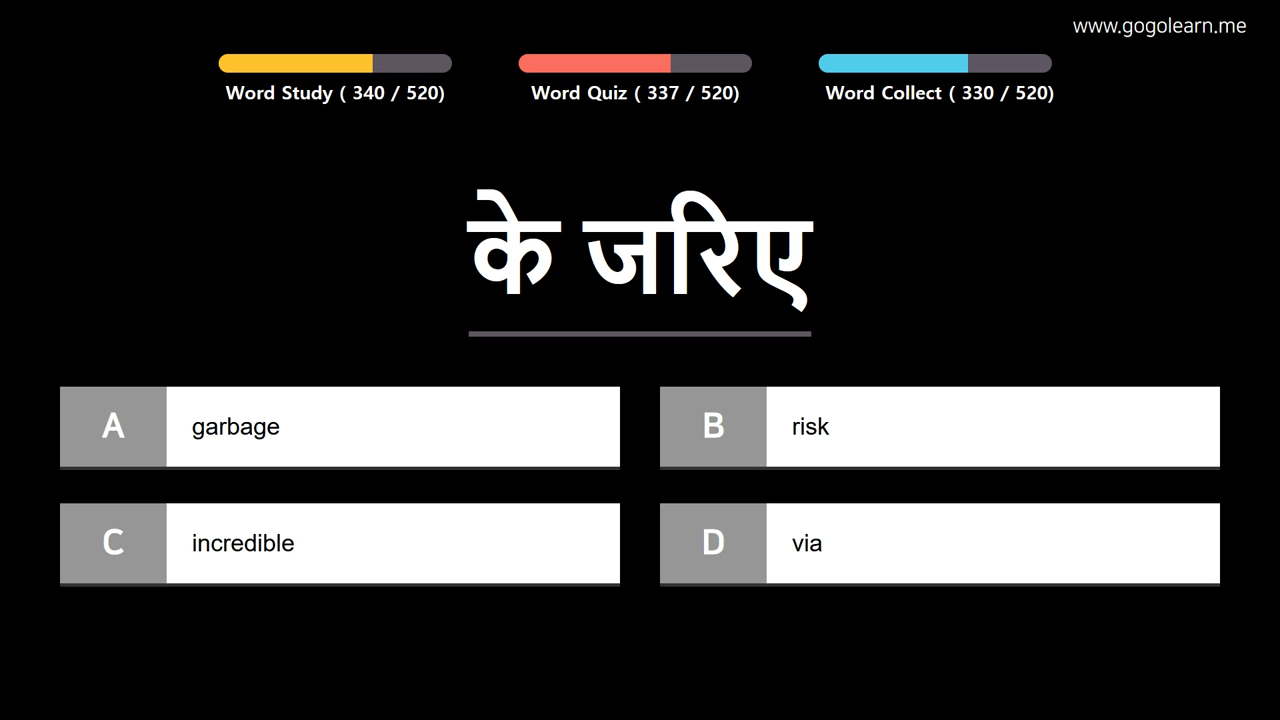 www.gogolearn.me
Word Study ( 340 / 520)
Word Quiz ( 337 / 520)
Word Collect ( 330 / 520)
के जरिए
A garbage
B risk
C incredible
D via